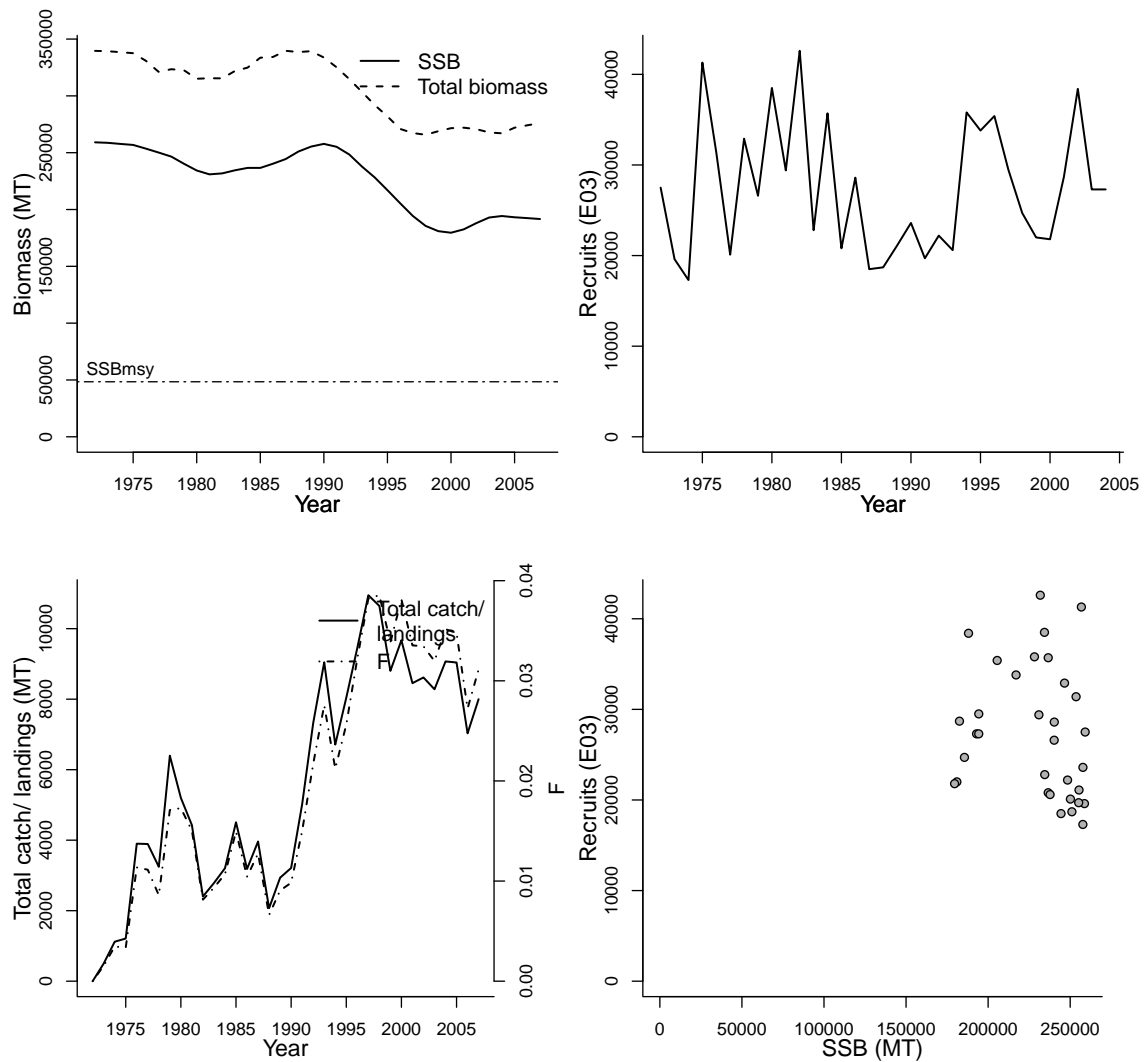 SSB
Total biomass
SSBmsy
Biomass (MT)
0
50000
150000
250000
350000
1975 1980 1985 1990 1995 2000 2005
Year
Recruits (E03)
0
10000
20000
30000
40000
1975 1980 1985 1990 1995 2000 2005
Year
Total catch/
landings
F
Total catch/ landings (MT)
0
2000
4000
6000
8000
10000
0.00
0.01
0.02
0.03
0.04
F
1975 1980 1985 1990 1995 2000 2005
Year
Recruits (E03)
0
10000
20000
30000
40000
0 50000 100000 150000 200000 250000
SSB (MT)